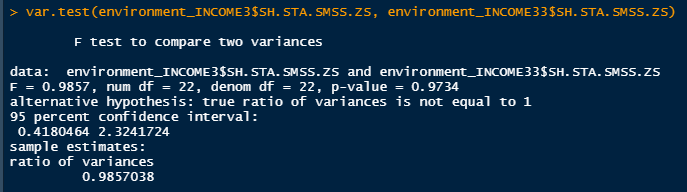 > var.test(environment_INCOME3$SH.STA.SMSS.ZS, environment_INCOME33$SH.STA.SMSS.ZS)
F test to compare two variances
data:  environment_INCOME3$SH.STA.SMSS.ZS and environment_INCOME33$SH.STA.SMSS.ZS
F = 0.9857, num df = 22, denom df = 22, p-value = 0.9734
alternative hypothesis: true ratio of variances is not equal to 1
95 percent confidence interval:
0.4180464 2.3241724
sample estimates:
ratio of variances
0.9857038